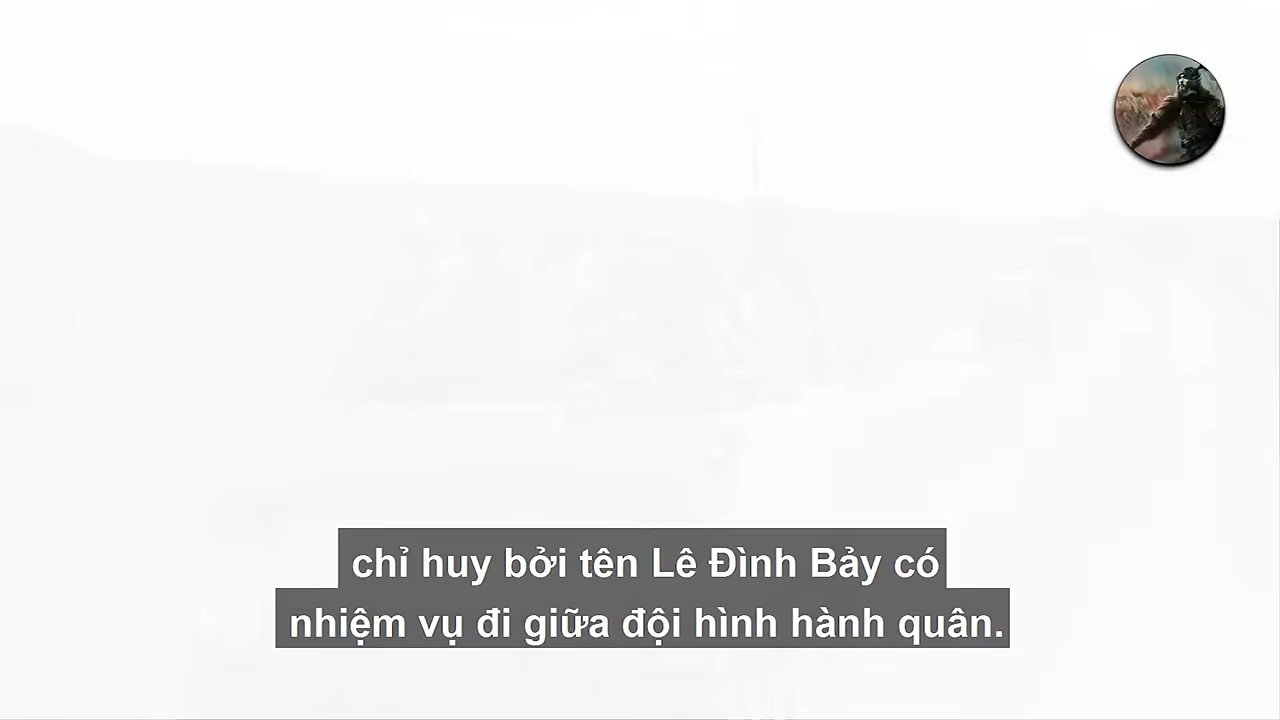 chỉ huy bởi tên Lê Đình Bảy có
nhiệm vụ đi giữa đội hình hành quân.